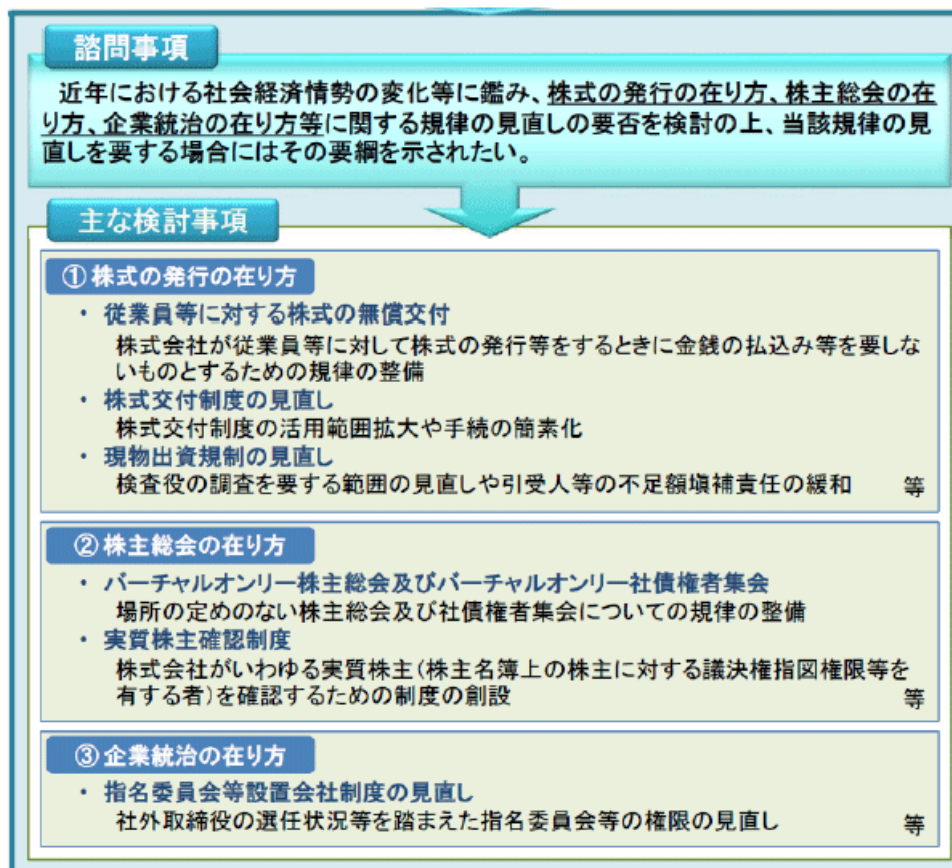 諮問事項
近年における社会経済情勢の変化等に鑑み、株式の発行の在り方、株主総会の在
り方、企業統治の在り方等に関する規律の見直しの要否を検討の上、当該規律の見
直しを要する場合にはその要綱を示されたい。
主な検討事項
①株式の発行の在り方
・ 従業員等に対する株式の無償交付
株式会社が従業員等に対して株式の発行等をするときに金銭の払込み等を要しな
いものとするための規律の整備
・ 株式交付制度の見直し
株式交付制度の活用範囲拡大や手続の簡素化
・ 現物出資規制の見直し
検査役の調査を要する範囲の見直しや引受人等の不足額塡補責任の緩和 等
②株主総会の在り方
・ バーチャルオンリー株主総会及びバーチャルオンリー社債権者集会
場所の定めのない株主総会及び社債権者集会についての規律の整備
・ 実質株主確認制度
株式会社がいわゆる実質株主(株主名簿上の株主に対する議決権指図権限等を
有する者)を確認するための制度の創設 等
③企業統治の在り方
・ 指名委員会等設置会社制度の見直し
社外取締役の選任状況等を踏まえた指名委員会等の権限の見直し 等